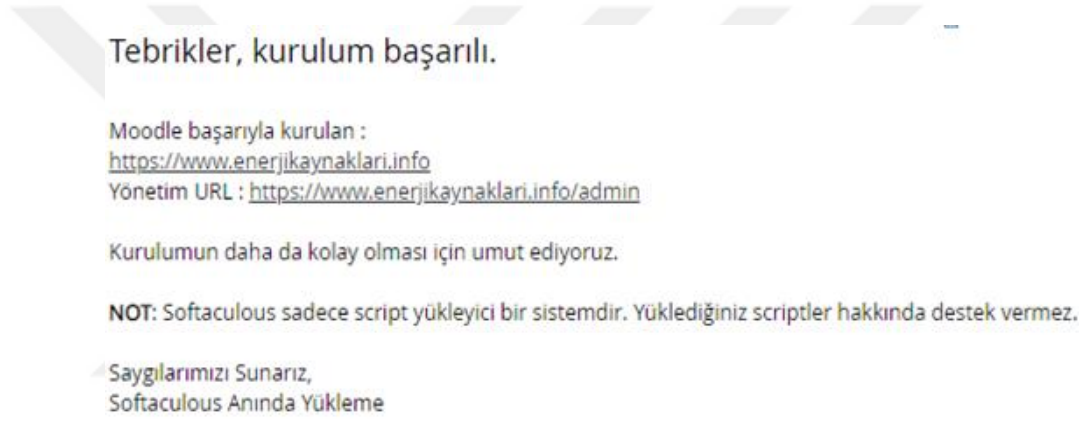 Tebrikler, kurulum başarılı.
Moodle başarıyla kurulan :
https://www.enerjikaynaklari.info
Yönetim URL : https://www.enerjikaynaklari.info/admin
Kurulumun daha da kolay olması için umut ediyoruz.
NOT: Softaculous sadece script yükleyici bir sistemdir. Yüklediğiniz scriptler hakkında destek vermez.
Saygılarımızı Sunarız,
Softaculous Anında Yükleme